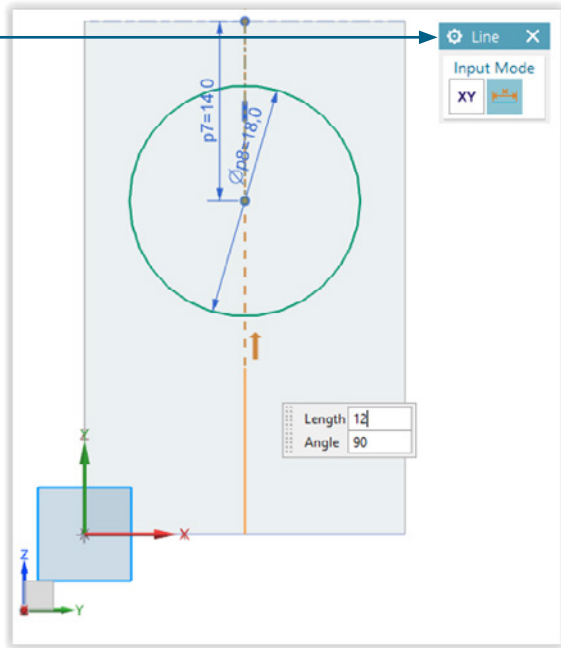 Line
Input Mode
XY
p7=14,0
Øp8=18,0
Length 12
Angle 90
Z
X
Z
Y